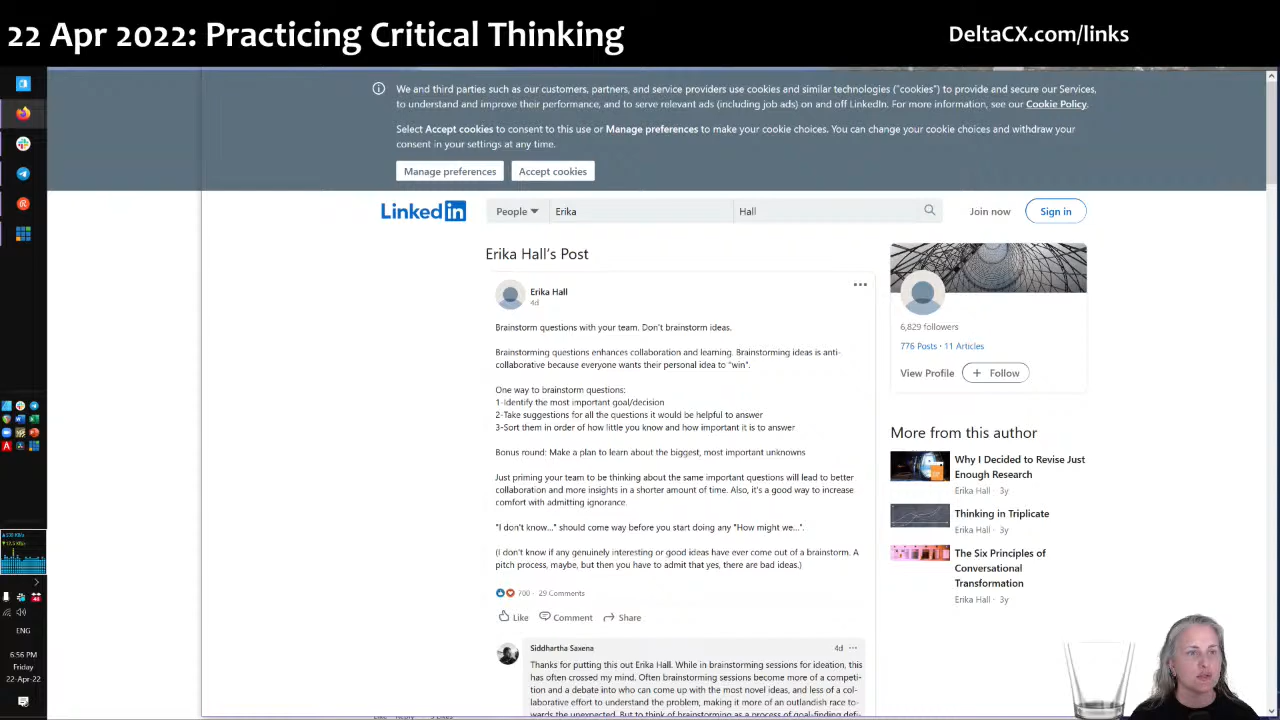 22 Apr 2022: Practicing Critical Thinking
DeltaCX.com/links
We and third parties such as our customers, partners, and service providers use cookies and similar technologies ("cookies") to provide and secure our Services,
to understand and improve their performance, and to serve relevant ads (including job ads) on and off LinkedIn. For more information, see our Cookie Policy.
Select Accept cookies to consent to this use or Manage preferences to make your cookie choices. You can change your cookie choices and withdraw your
consent in your settings at any time.
Manage preferences
Accept cookies
Linked in
People
Erika
Hall
Join now
Sign in
Erika Hall's Post
Erika Hall
4d
Brainstorm questions with your team. Don't brainstorm ideas.
Brainstorming questions enhances collaboration and learning. Brainstorming ideas is anti-
collaborative because everyone wants their personal idea to "win".
One way to brainstorm questions:
1-Identify the most important goal/decision
2-Take suggestions for all the questions it would be helpful to answer
3-Sort them in order of how little you know and how important it is to answer
Bonus round: Make a plan to learn about the biggest, most important unknowns
Just priming your team to be thinking about the same important questions will lead to better
collaboration and more insights in a shorter amount of time. Also, it's a good way to increase
comfort with admitting ignorance.
"I don't know..." should come way before you start doing any "How might we...".
(I don't know if any genuinely interesting or good ideas have ever come out of a brainstorm. A
pitch process, maybe, but then you have to admit that yes, there are bad ideas.)
700 · 29 Comments
Like
Comment
Share
Siddhartha Saxena
4d
Thanks for putting this out Erika Hall. While in brainstorming sessions for ideation, this
has often crossed my mind. Often brainstorming sessions become more of a competi-
tion and a debate into who can come up with the most novel ideas, and less of a col-
laborative effort to understand the problem, making it more of an outlandish race to-
wards the unexpected. But to think of brainstorming as a process of goal-finding defi-
6,829 followers
776 Posts · 11 Articles
View Profile
+ Follow
More from this author
Why I Decided to Revise Just
Enough Research
Erika Hall · 3y
Thinking in Triplicate
Erika Hall · 3y
The Six Principles of
Conversational
Transformation
Erika Hall · 3y
ENG
6:56 PM
Friday
22-Apr-22